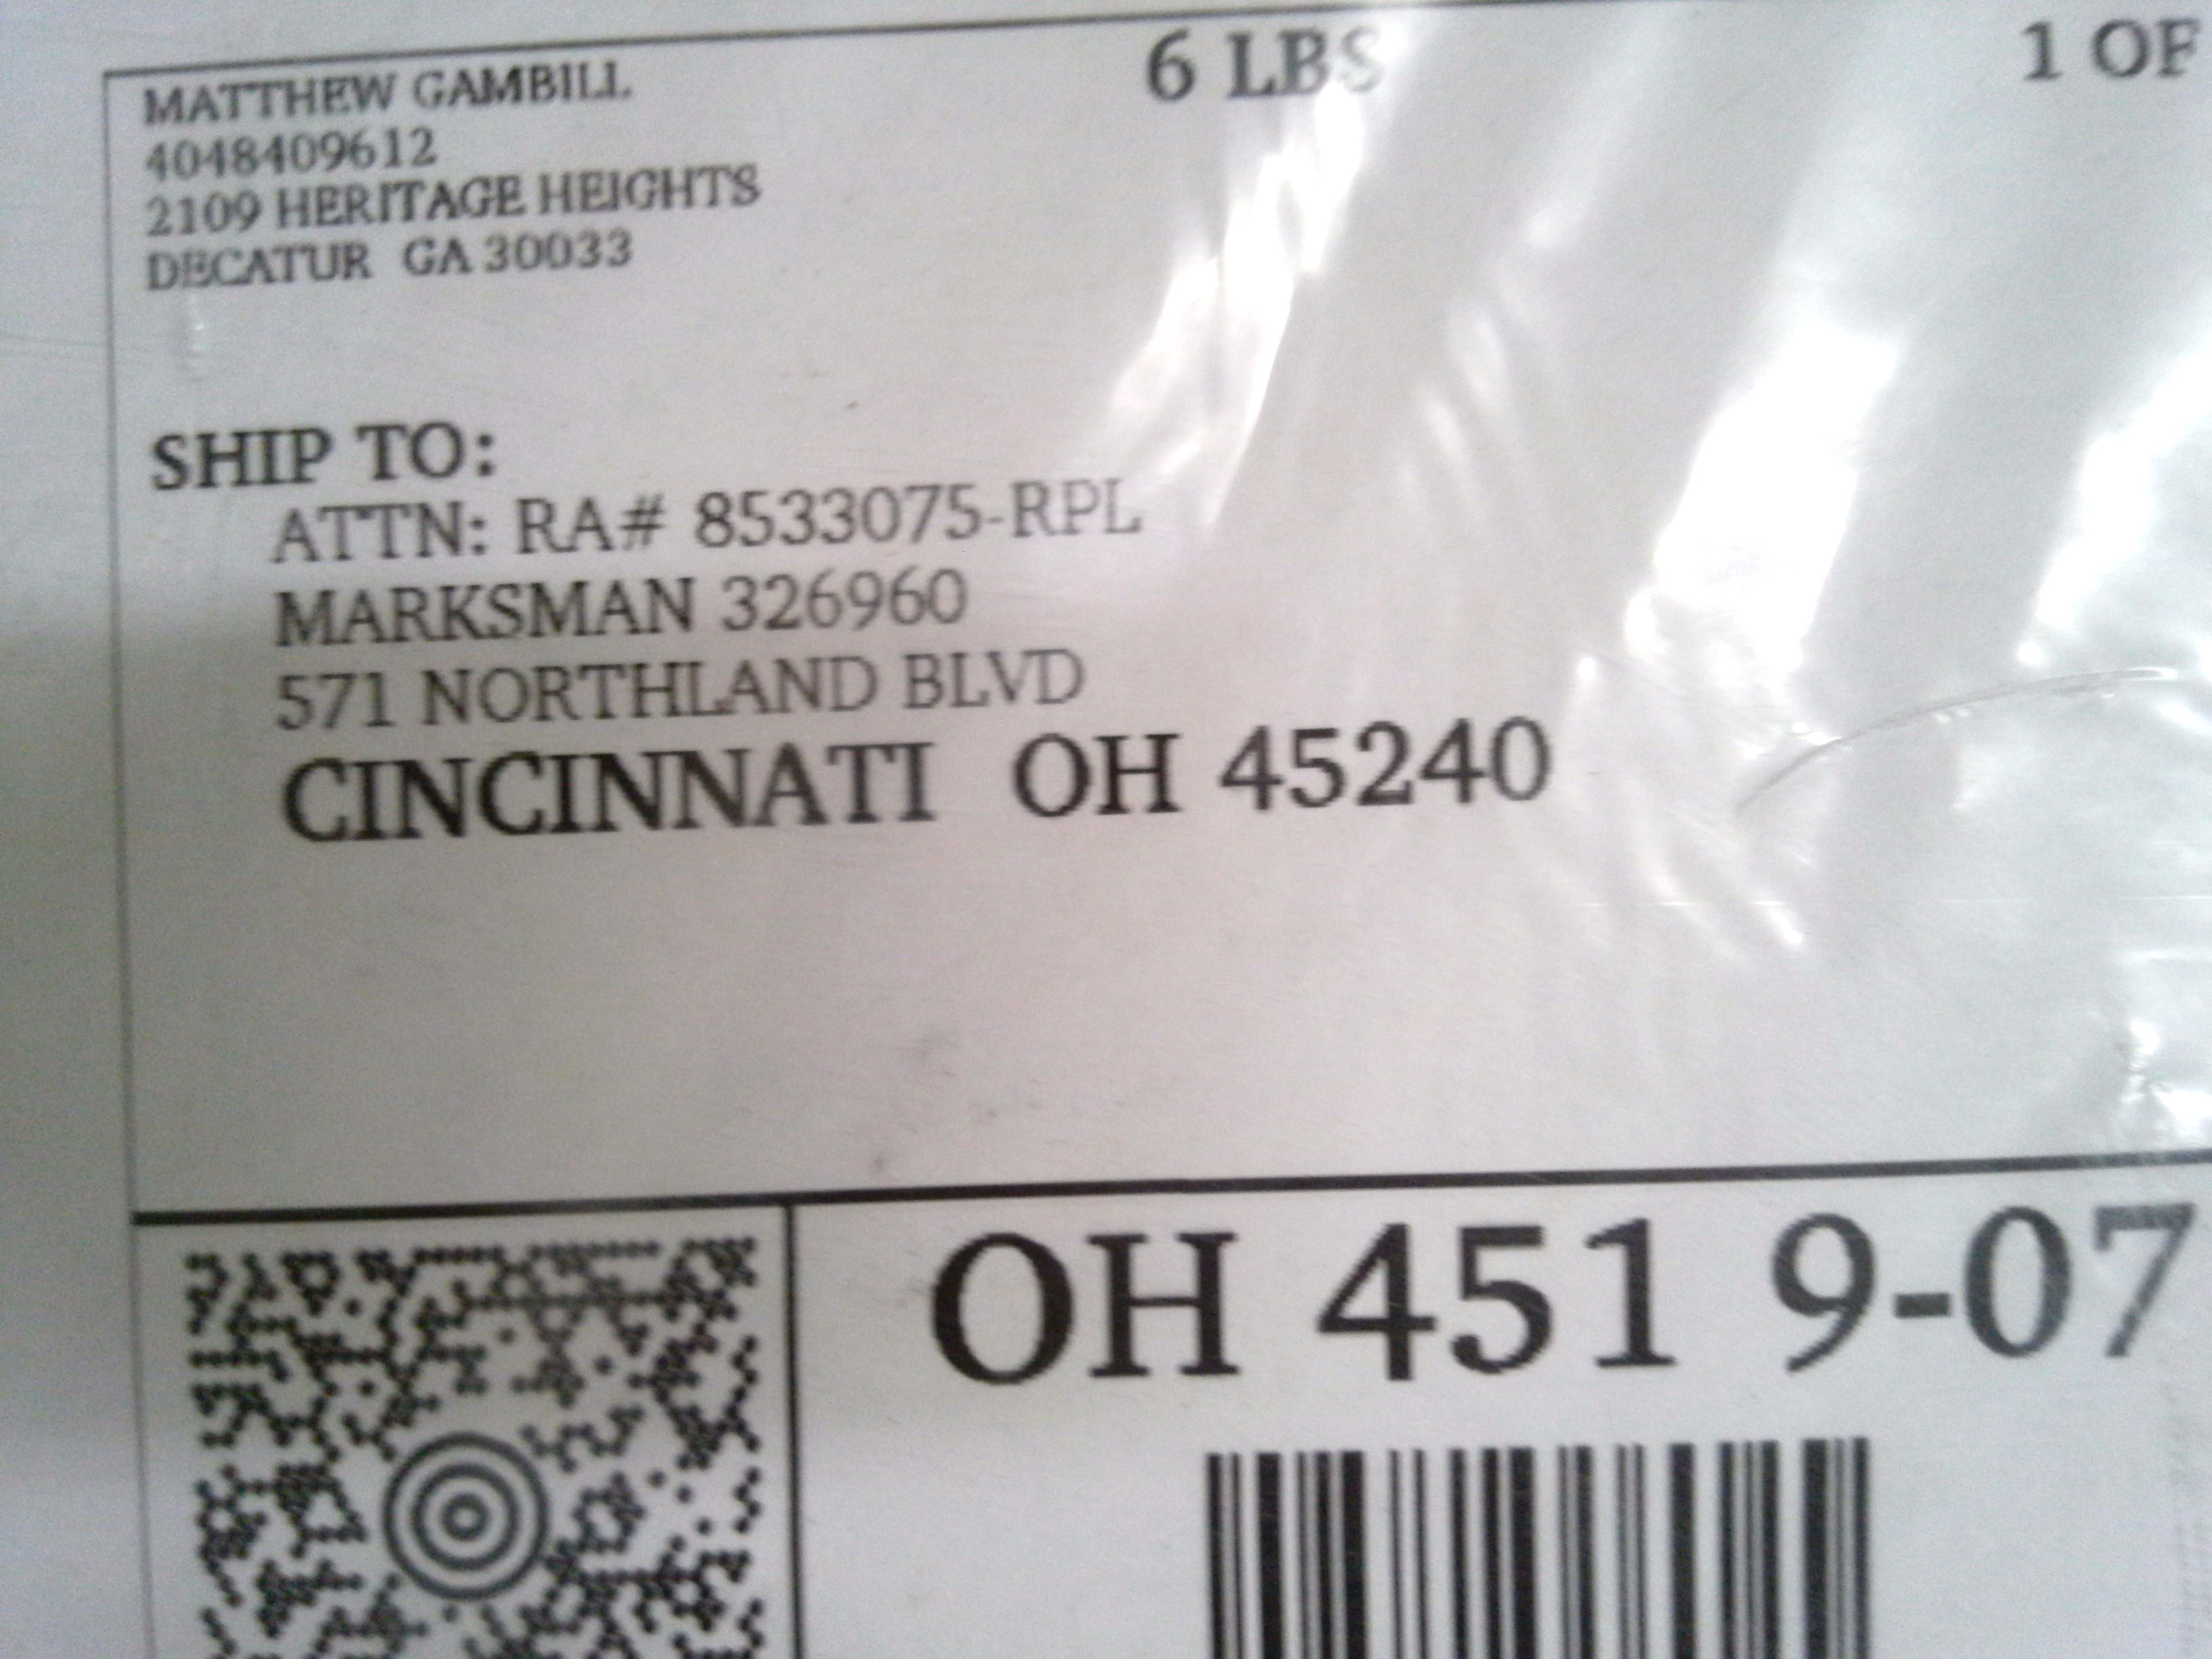 MATTHEW GAMBILL
4048409612
2109 HERITAGE HEIGHTS
DECATUR GA 30033
6 LBS
1 OF
SHIP TO:
ATTN: RA# 8533075-RPL
MARKSMAN 326960
571 NORTHLAND BLVD
CINCINNATI OH 45240
OH 451 9-07